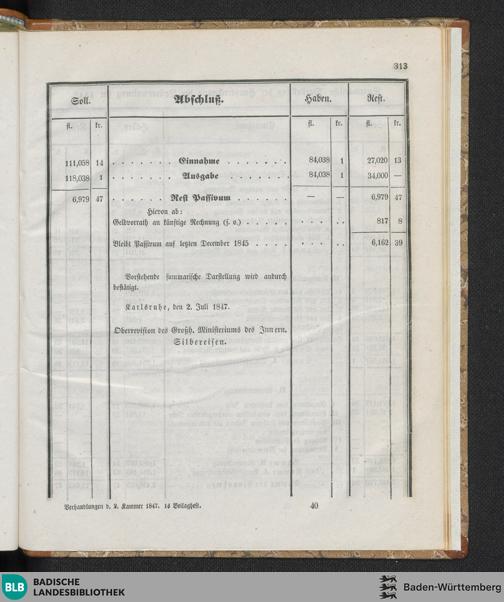 313
Soll. Abschluß. Haben. Rest.
fl. kr. fl. kr. fl. kr.
111,058 14 . . . . . . . Einnahme . . . . . . . 84,038 1 27,020 13
118,038 1 . . . . . . . Ausgabe . . . . . . . 84,038 1 34,000 —
6,979 47 . . . . . . . Rest Passivum . . . . . . — — 6,979 47
Hievon ab:
Geldvorrath an künftige Rechnung (s. o.) . . . . . . . . . . 817 8
Bleibt Passivum auf letzten December 1845 . . . . . . . . . 6,162 39
Vorstehende summarische Darstellung wird andurch
bestätigt.
Karlsruhe, den 2. Juli 1847.
Oberrevision des Großh. Ministeriums des Innern.
Silbereisen.
Verhandlungen d. 2. Kammer 1847. 16 Beilagheft. 40
BLB BADISCHE
LANDESBIBLIOTHEK
Baden-Württemberg